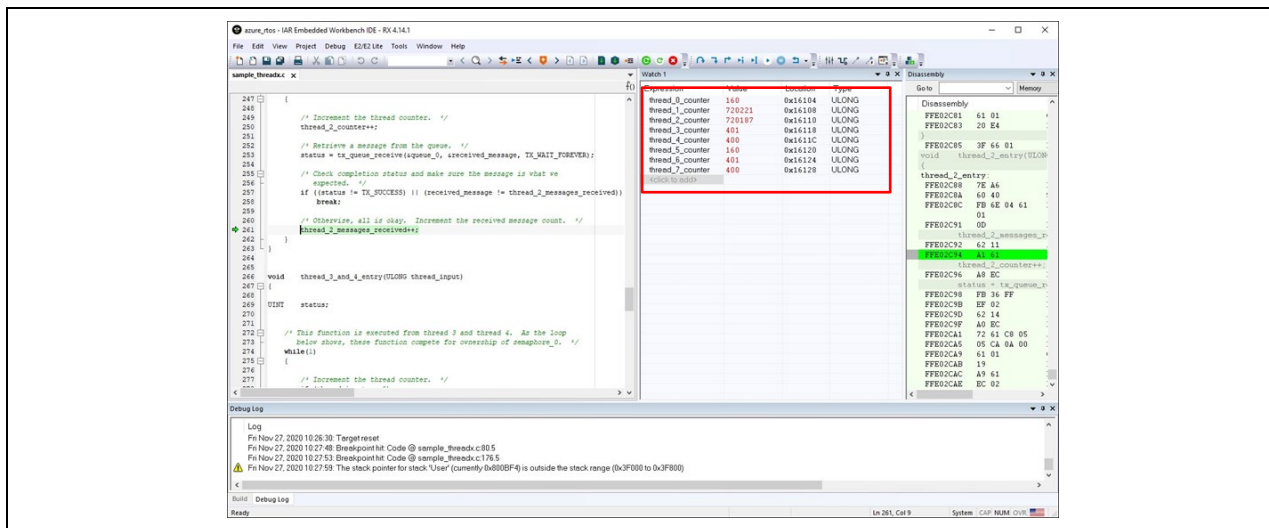 azure_rtos - IAR Embedded Workbench IDE - RX 4.14.1
File Edit View Project Debug E2/E2 Lite Tools Window Help
sample_threadx.c x
f()
247 {
248
249 /* Increment the thread counter. */
250 thread_2_counter++;
251
252 /* Retrieve a message from the queue. */
253 status = tx_queue_receive(&queue_0, &received_message, TX_WAIT_FOREVER);
254
255 /* Check completion status and make sure the message is what we
256 expected. */
257 if ((status != TX_SUCCESS) || (received_message != thread_2_messages_received))
258 break;
259
260 /* Otherwise, all is okay. Increment the received message count. */
261 thread_2_messages_received++;
262 }
263 }
264
265
266 void thread_3_and_4_entry(ULONG thread_input)
267 {
268
269 UINT status;
270
271
272 /* This function is executed from thread 3 and thread 4. As the loop
273 below shows, these function compete for ownership of semaphore_0. */
274 while(1)
275 {
276
277 /* Increment the thread counter. */
Watch 1
Expression Value Location Type
thread_0_counter 160 0x16104 ULONG
thread_1_counter 720221 0x16108 ULONG
thread_2_counter 720187 0x16110 ULONG
thread_3_counter 401 0x16118 ULONG
thread_4_counter 400 0x1611C ULONG
thread_5_counter 160 0x16120 ULONG
thread_6_counter 401 0x16124 ULONG
thread_7_counter 400 0x16128 ULONG
<click to add>
Disassembly
Go to Memory
Disassembly
FFE02C81 61 01
FFE02C83 20 E4
}
FFE02C85 3F 66 01
void thread_2_entry(ULON
{
thread_2_entry:
FFE02C88 7E A6
FFE02C8A 60 40
FFE02C8C FB 6E 04 61
01
FFE02C91 0D
thread_2_messages_r
FFE02C92 62 11
FFE02C94 A1 61
thread_2_counter++;
FFE02C96 A8 EC
status = tx_queue_r
FFE02C98 FB 36 FF
FFE02C9B EF 02
FFE02C9D 62 14
FFE02C9F A0 EC
FFE02CA1 72 61 C8 05
FFE02CA5 05 CA 0A 00
FFE02CA9 61 01
FFE02CAB 19
FFE02CAC A9 61
FFE02CAE EC 02
Debug Log
Log
Fri Nov 27, 2020 10:26:30: Target reset
Fri Nov 27, 2020 10:27:48: Breakpoint hit: Code @ sample_threadx.c:80.5
Fri Nov 27, 2020 10:27:53: Breakpoint hit: Code @ sample_threadx.c:176.5
Fri Nov 27, 2020 10:27:59: The stack pointer for stack 'User' (currently 0x800BF4) is outside the stack range (0x3F000 to 0x3F800)
Build Debug Log
Ready Ln 261, Col 9 System CAP NUM OVR